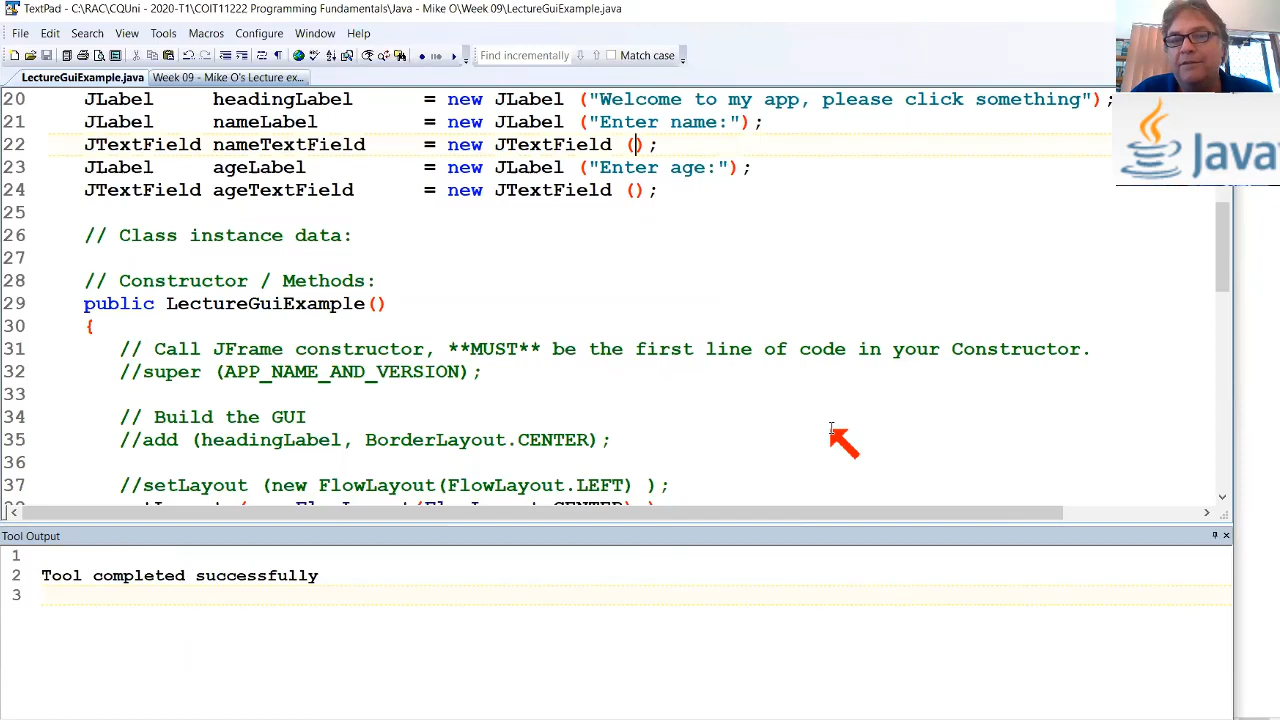 TextPad - C:\RAC\CQUni - 2020-T1\COIT11222 Programming Fundamentals\Java - Mike O\Week 09\LectureGuiExample.java
File Edit Search View Tools Macros Configure Window Help
Find incrementally Match case
LectureGuiExample.java Week 09 - Mike O's Lecture ex...
20 JLabel headingLabel = new JLabel ("Welcome to my app, please click something");
21 JLabel nameLabel = new JLabel ("Enter name:");
22 JTextField nameTextField = new JTextField ();
23 JLabel ageLabel = new JLabel ("Enter age:");
24 JTextField ageTextField = new JTextField ();
25
26 // Class instance data:
27
28 // Constructor / Methods:
29 public LectureGuiExample()
30 {
31 // Call JFrame constructor, **MUST** be the first line of code in your Constructor.
32 //super (APP_NAME_AND_VERSION);
33
34 // Build the GUI
35 //add (headingLabel, BorderLayout.CENTER);
36
37 //setLayout (new FlowLayout(FlowLayout.LEFT) );
Java
Tool Output
1
2 Tool completed successfully
3